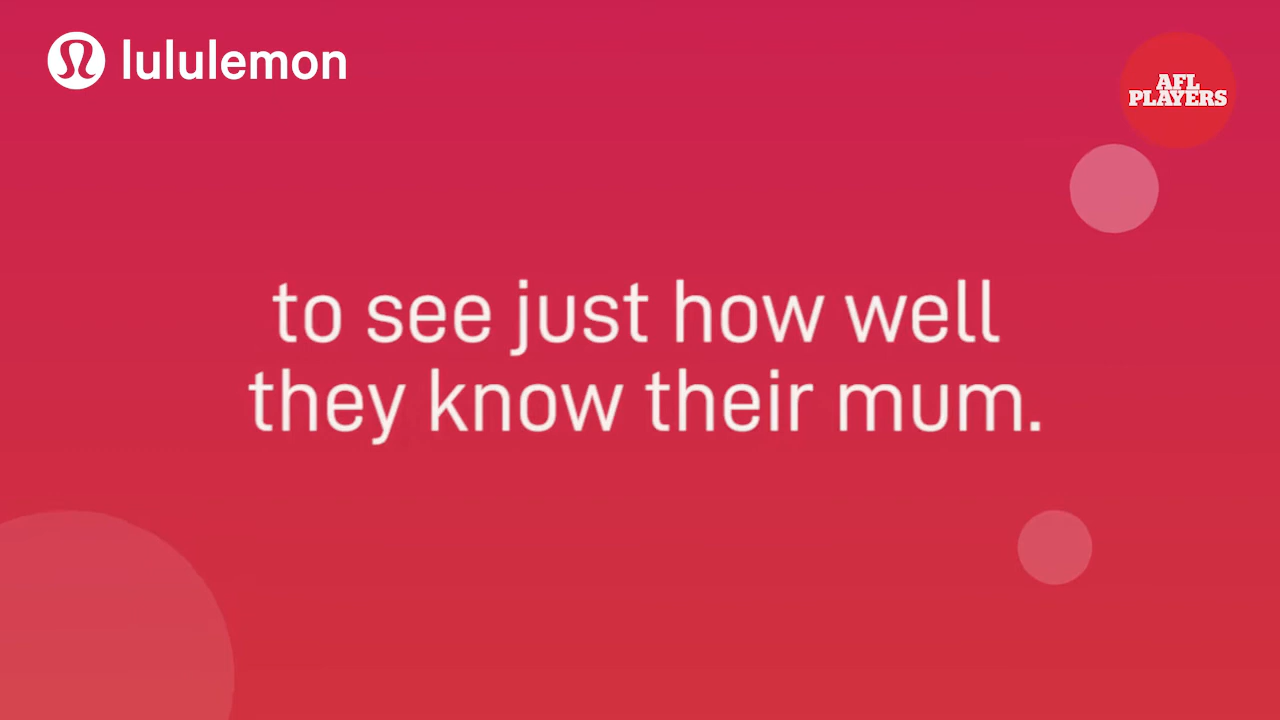 lululemon
AFL
PLAYERS
to see just how well
they know their mum.